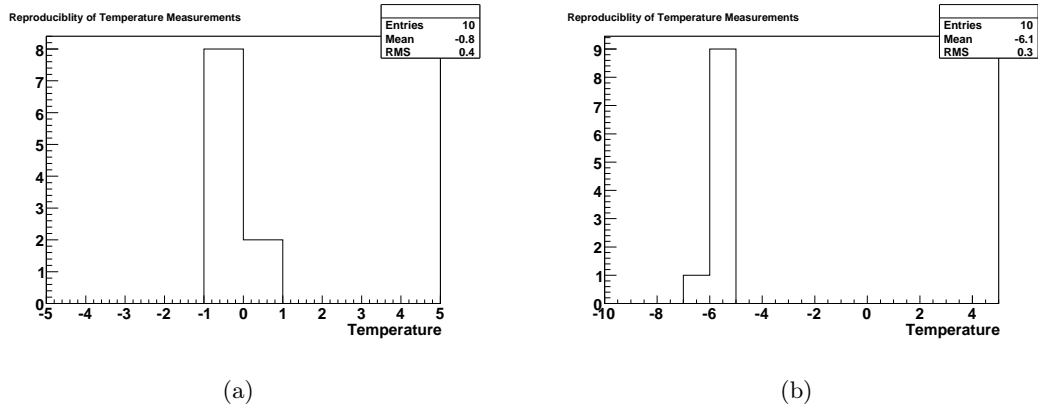 Reproduciblity of Temperature Measurements
Entries 10
Mean -0.8
RMS 0.4
8
7
6
5
4
3
2
1
0
-5 -4 -3 -2 -1 0 1 2 3 4 5
Temperature
(a)
Reproduciblity of Temperature Measurements
Entries 10
Mean -6.1
RMS 0.3
9
8
7
6
5
4
3
2
1
0
-10 -8 -6 -4 -2 0 2 4
Temperature
(b)